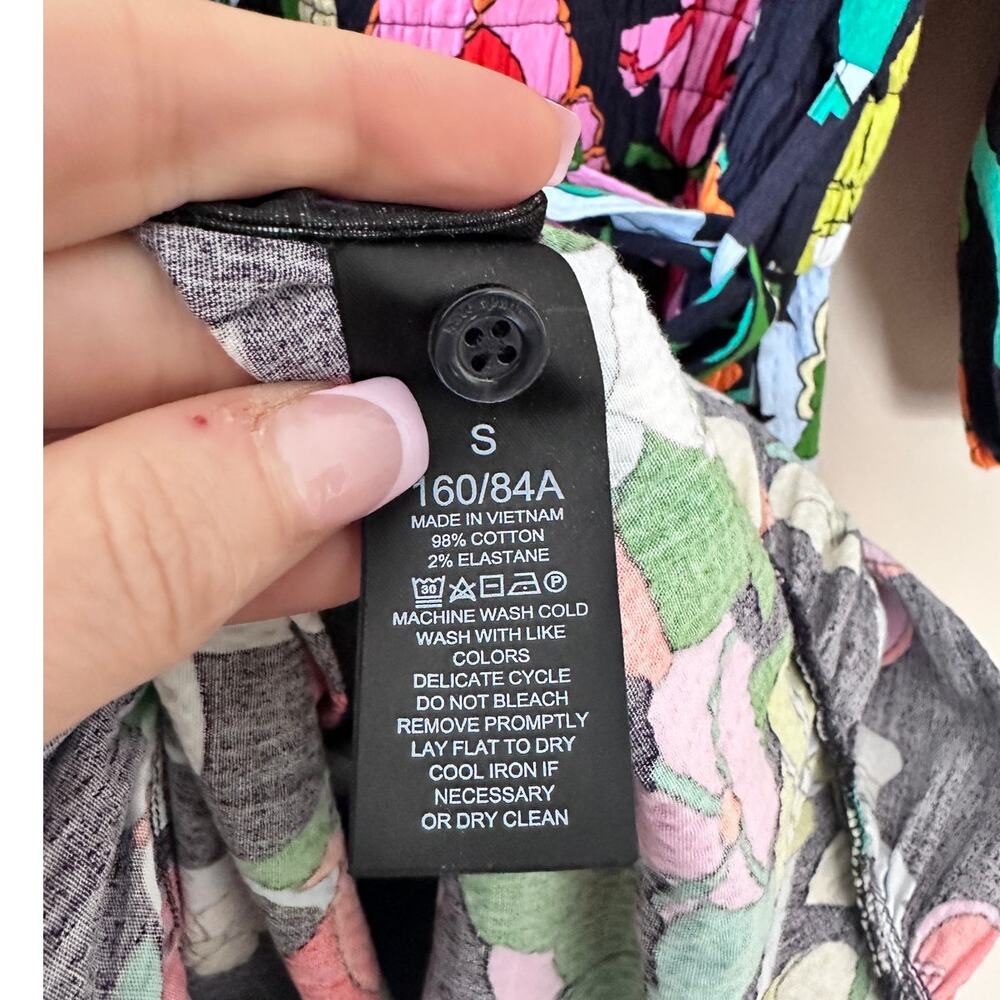 S
160/84A
MADE IN VIETNAM
98% COTTON
2% ELASTANE
30 P
MACHINE WASH COLD
WASH WITH LIKE
COLORS
DELICATE CYCLE
DO NOT BLEACH
REMOVE PROMPTLY
LAY FLAT TO DRY
COOL IRON IF
NECESSARY
OR DRY CLEAN